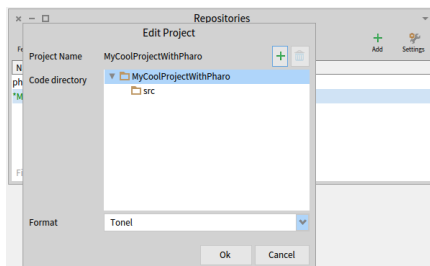 Repositories
Edit Project
Add
Settings
Project Name
MyCoolProjectWithPharo
Code directory
MyCoolProjectWithPharo
src
Format
Tonel
Ok
Cancel